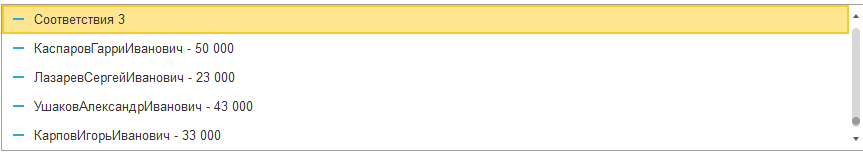 Соответствия 3
КаспаровГарриИванович - 50 000
ЛазаревСергейИванович - 23 000
УшаковАлександрИванович - 43 000
КарповИгорьИванович - 33 000